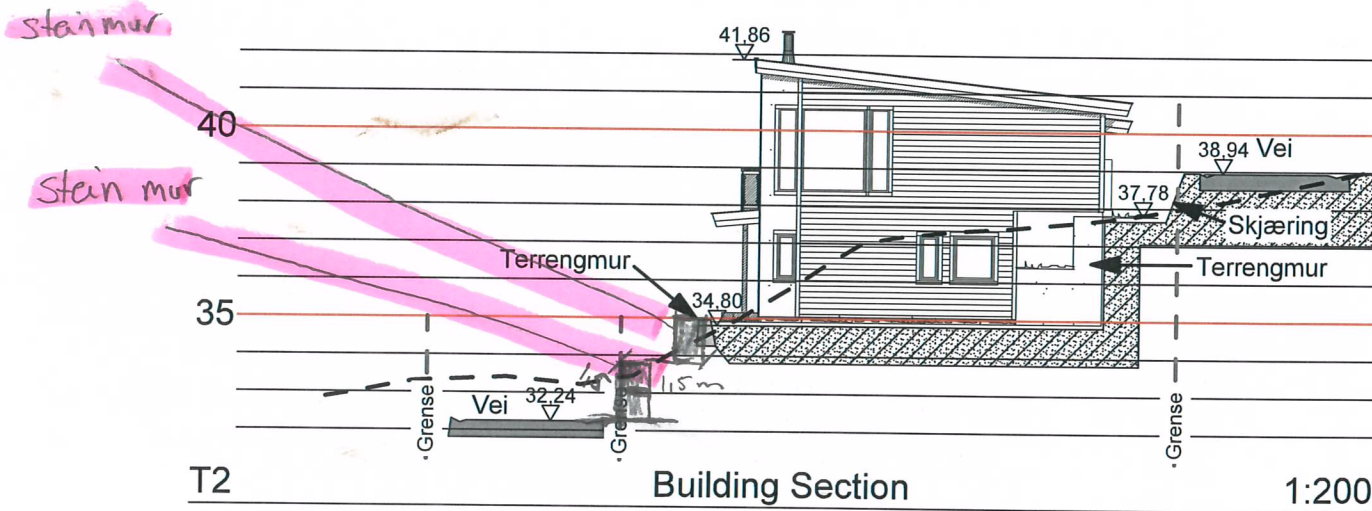 stein mur
41,86
40
38,94 Vei
Stein mur
37,78
Skjæring
Terrengmur
Terrengmur
35
34,80
1,5 m
32,24
Vei
Grense
Grense
Grense
T2
Building Section
1:200